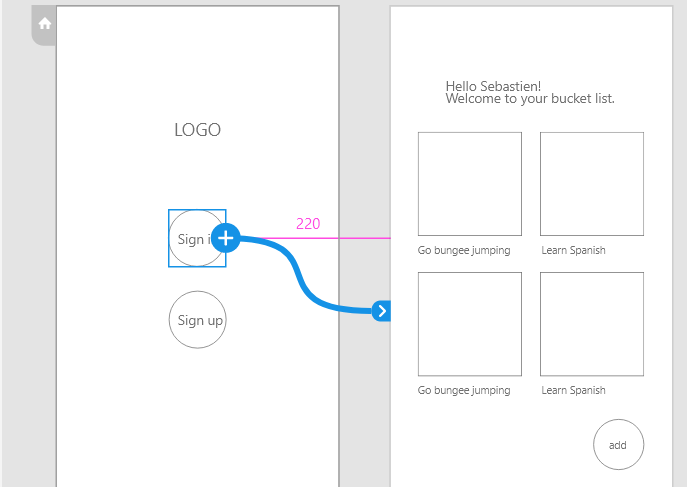 LOGO
Sign i
220
Sign up
Hello Sebastien!
Welcome to your bucket list.
Go bungee jumping
Learn Spanish
Go bungee jumping
Learn Spanish
add